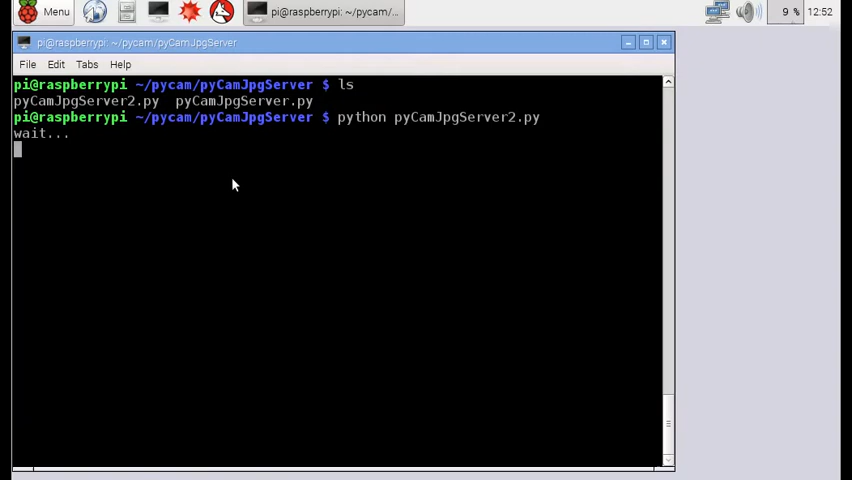 Menu
pi@raspberrypi: ~/pycam/...
9 %
12:52
pi@raspberrypi: ~/pycam/pyCamJpgServer
File Edit Tabs Help
pi@raspberrypi ~/pycam/pyCamJpgServer $ ls
pyCamJpgServer2.py  pyCamJpgServer.py
pi@raspberrypi ~/pycam/pyCamJpgServer $ python pyCamJpgServer2.py
wait...